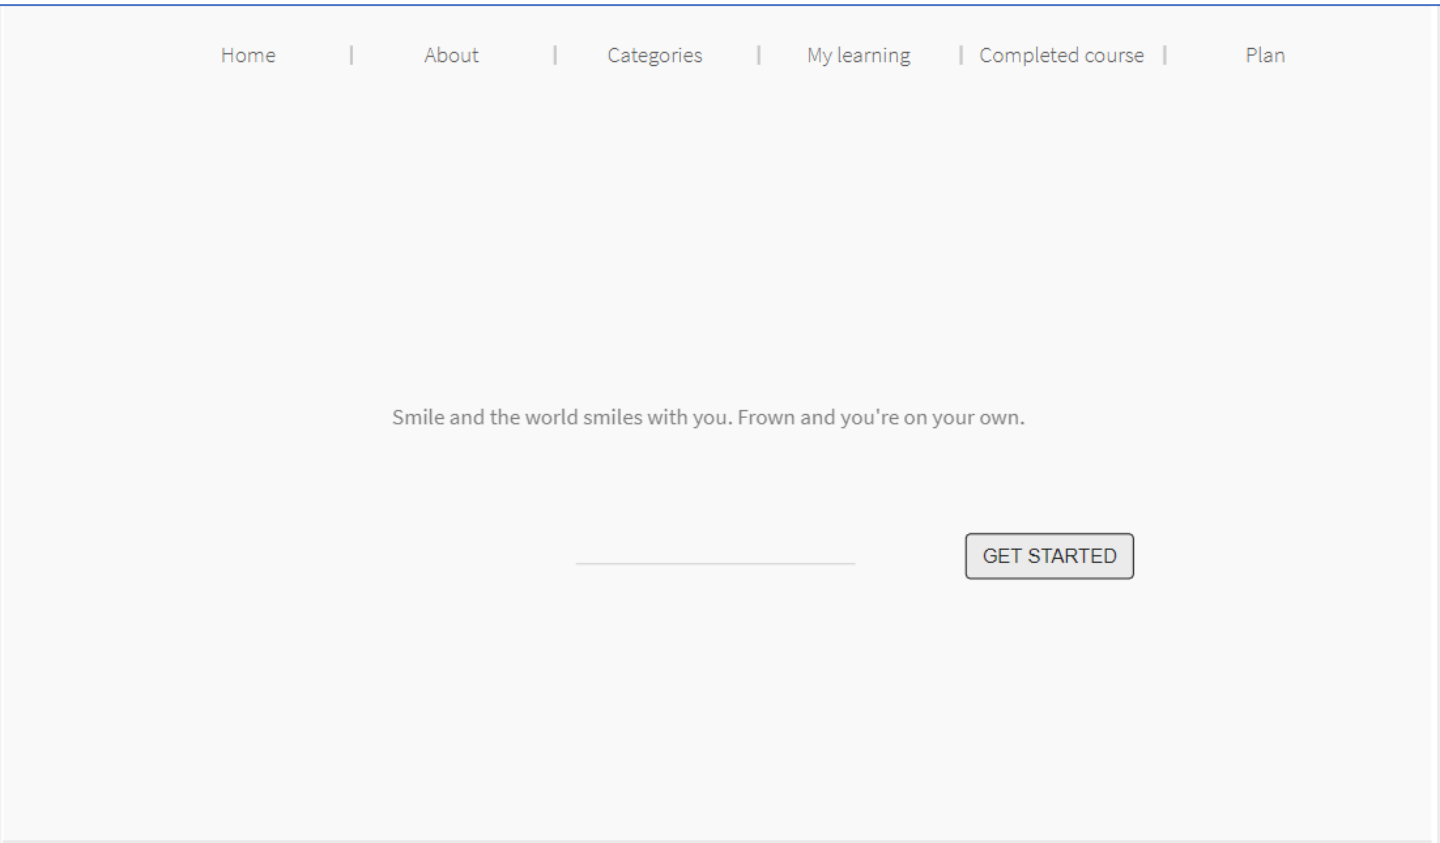 Home | About | Categories | My learning | Completed course | Plan
Smile and the world smiles with you. Frown and you're on your own.
GET STARTED